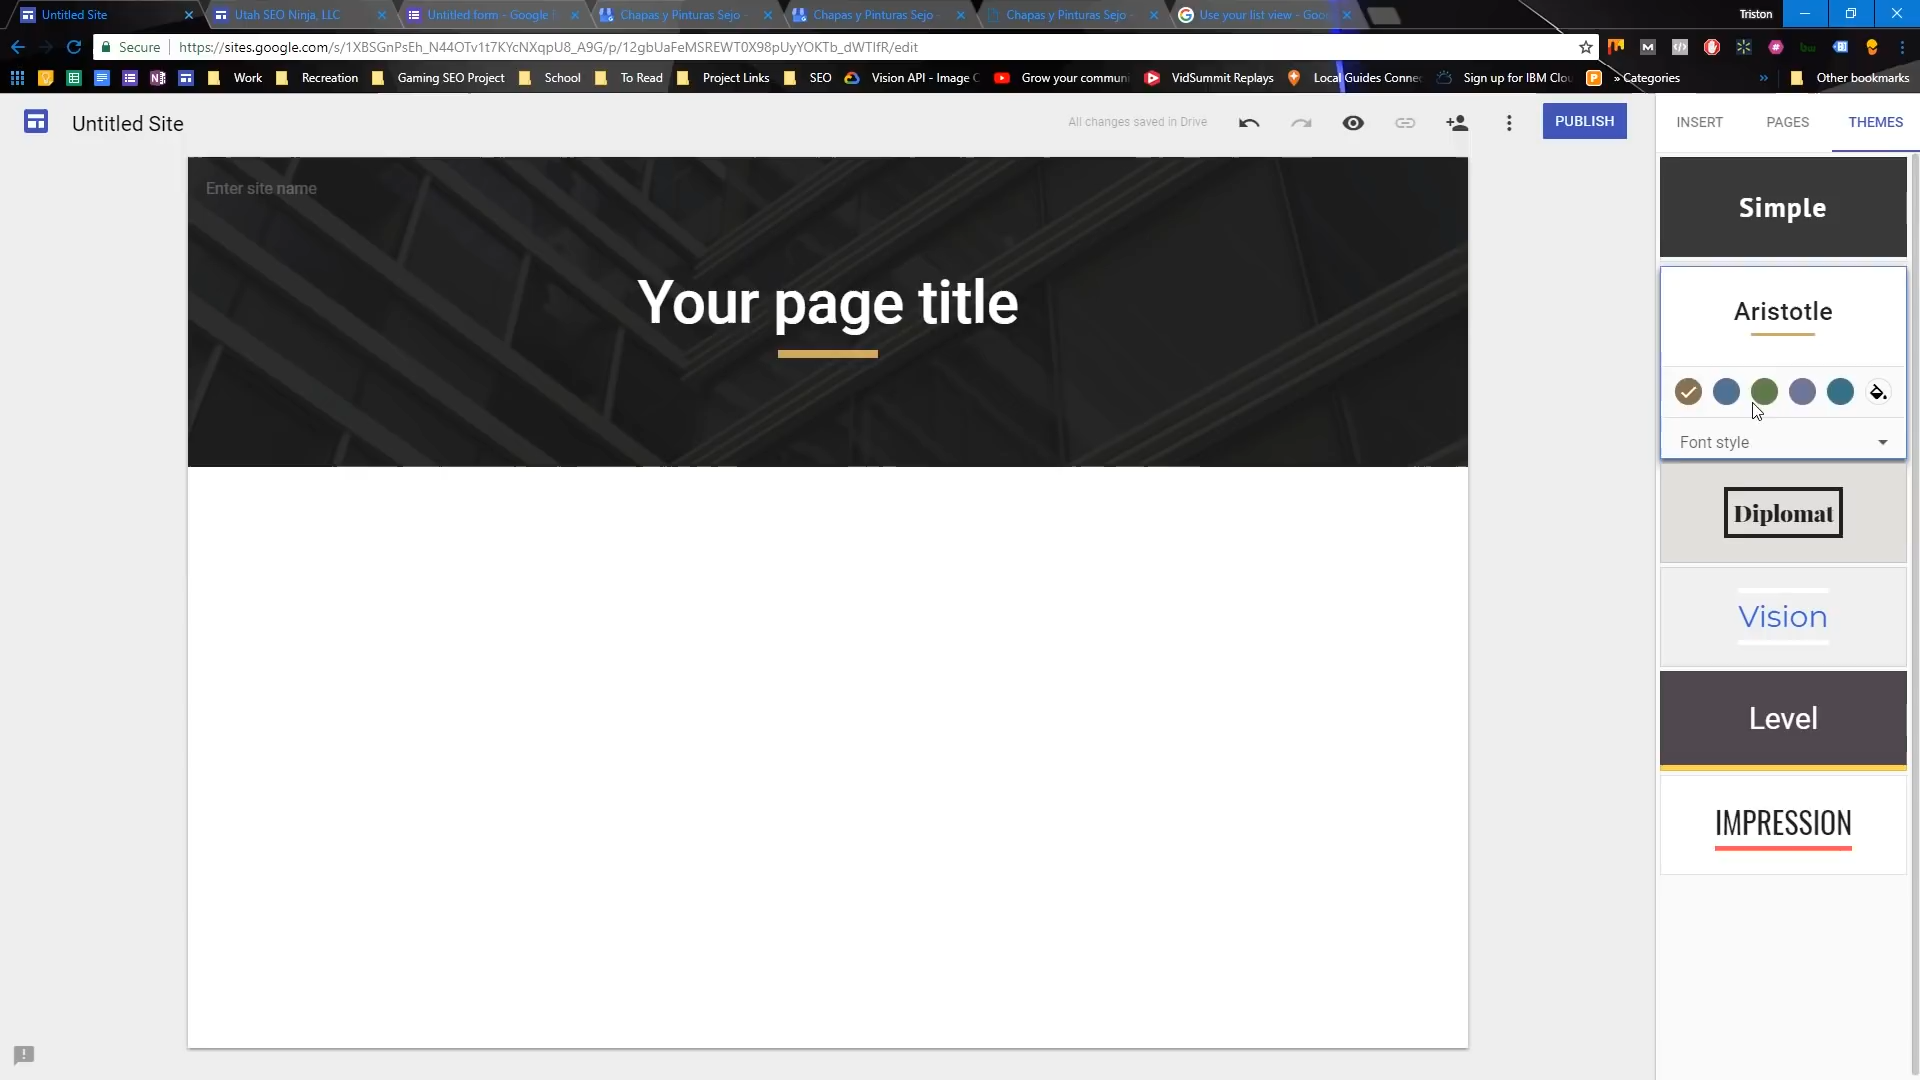 Untitled Site
Utah SEO Ninja, LLC
Untitled form - Google
Chapas y Pinturas Sejo -
Chapas y Pinturas Sejo -
Chapas y Pinturas Sejo -
Use your list view - Goo
Triston
Secure
https://sites.google.com/s/1XBSGnPsEh_N44OTv1t7KYcNXqpU8_A9G/p/12gbUaFeMSREWT0X98pUyYOKTb_dWTIfR/edit
Work
Recreation
Gaming SEO Project
School
To Read
Project Links
SEO
Vision API - Image C
Grow your communi
VidSummit Replays
Local Guides Connec
Sign up for IBM Clou
» Categories
»
Other bookmarks
Untitled Site
All changes saved in Drive
PUBLISH
INSERT
PAGES
THEMES
Enter site name
Your page title
Simple
Aristotle
Font style
Diplomat
Vision
Level
IMPRESSION